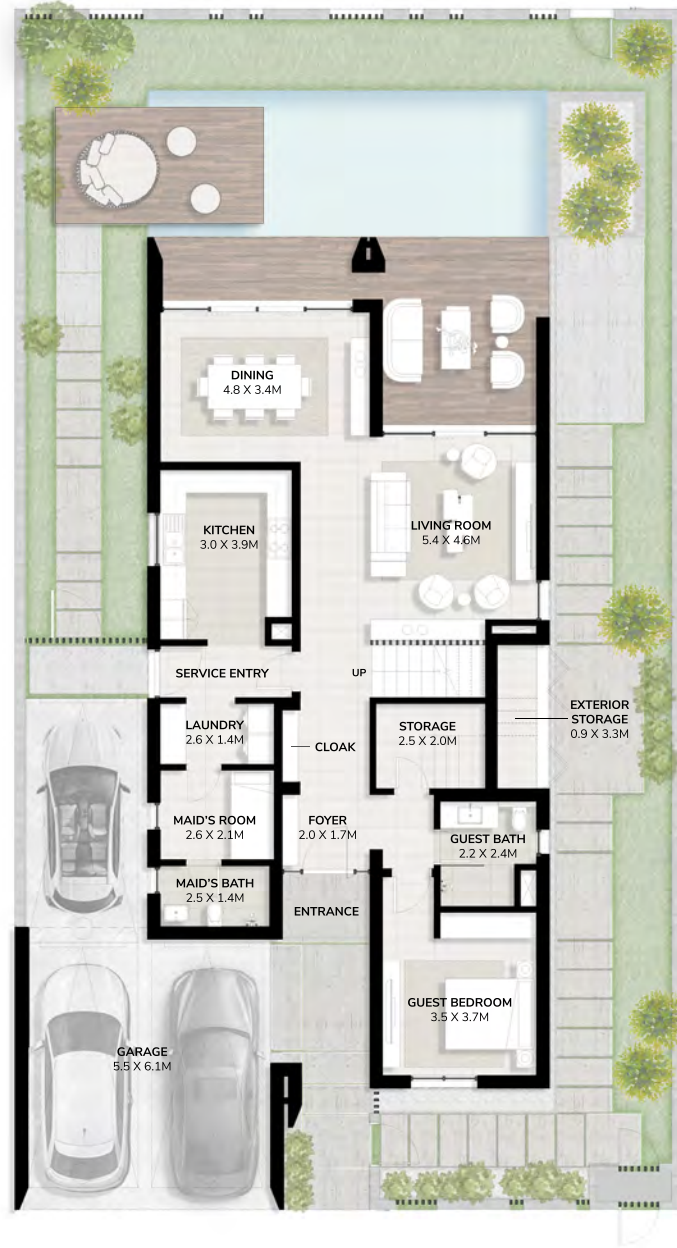 DINING
4.8 X 3.4M
KITCHEN
3.0 X 3.9M
LIVING ROOM
5.4 X 4.6M
SERVICE ENTRY
UP
LAUNDRY
2.6 X 1.4M
CLOAK
STORAGE
2.5 X 2.0M
EXTERIOR
STORAGE
0.9 X 3.3M
MAID'S ROOM
2.6 X 2.1M
FOYER
2.0 X 1.7M
GUEST BATH
2.2 X 2.4M
MAID'S BATH
2.5 X 1.4M
ENTRANCE
GUEST BEDROOM
3.5 X 3.7M
GARAGE
5.5 X 6.1M